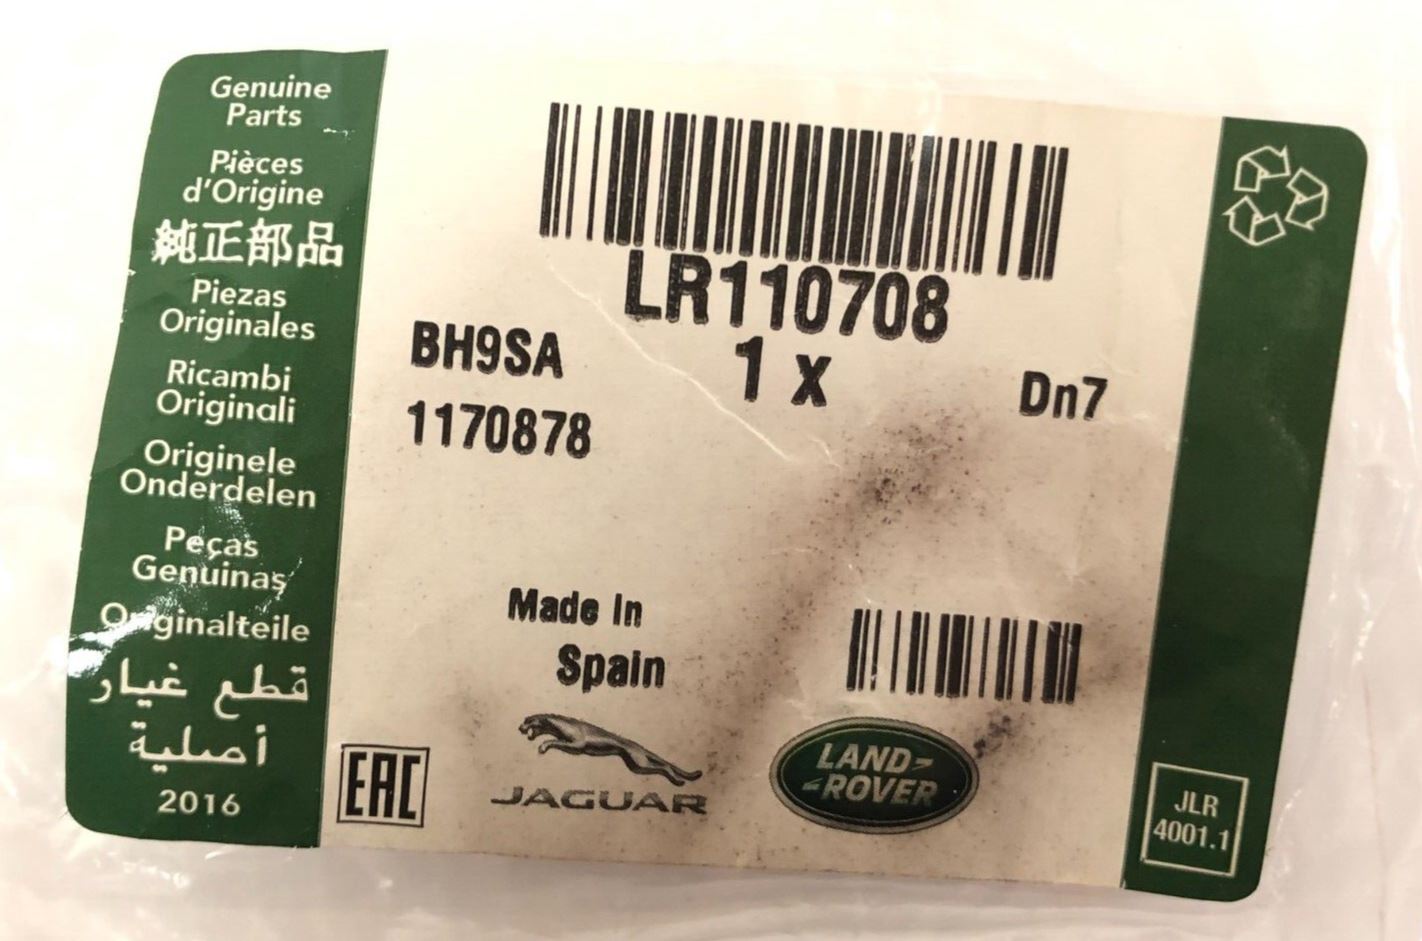 Genuine
Parts
Pièces
d'Origine
純正部品
Piezas
Originales
Ricambi
Originali
Originele
Onderdelen
Peças
Genuinas
Originalteile
قطع غيار
أصلية
2016
LR110708
BH9SA
1 x
Dn7
1170878
Made In
Spain
EAC
JAGUAR
LAND-
-ROVER
JLR
4001.1